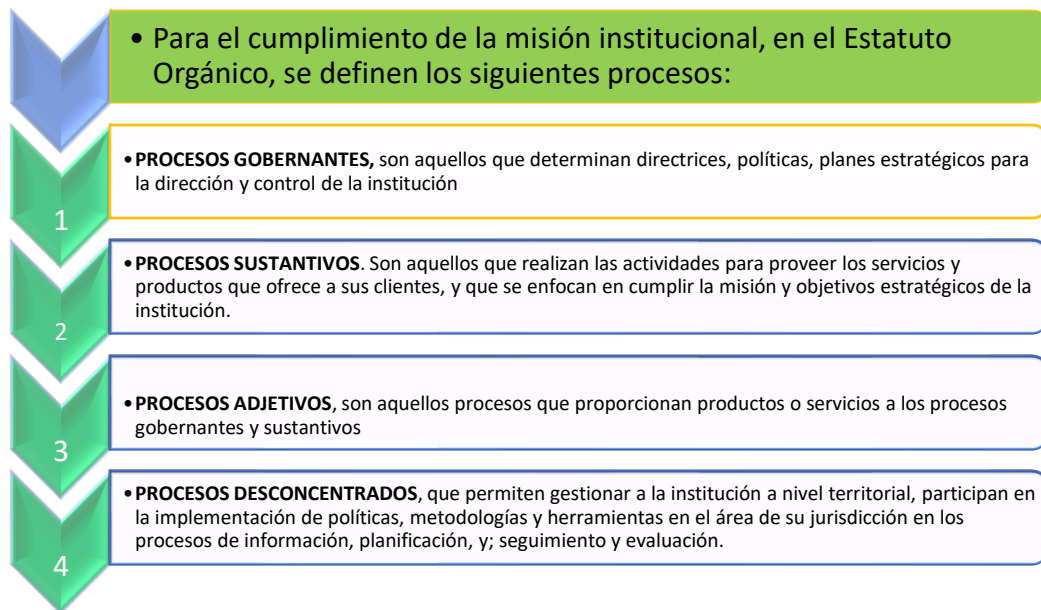 • Para el cumplimiento de la misión institucional, en el Estatuto
Orgánico, se definen los siguientes procesos:
1
• PROCESOS GOBERNANTES, son aquellos que determinan directrices, políticas, planes estratégicos para
la dirección y control de la institución
2
• PROCESOS SUSTANTIVOS. Son aquellos que realizan las actividades para proveer los servicios y
productos que ofrece a sus clientes, y que se enfocan en cumplir la misión y objetivos estratégicos de la
institución.
3
• PROCESOS ADJETIVOS, son aquellos procesos que proporcionan productos o servicios a los procesos
gobernantes y sustantivos
4
• PROCESOS DESCONCENTRADOS, que permiten gestionar a la institución a nivel territorial, participan en
la implementación de políticas, metodologías y herramientas en el área de su jurisdicción en los
procesos de información, planificación, y; seguimiento y evaluación.